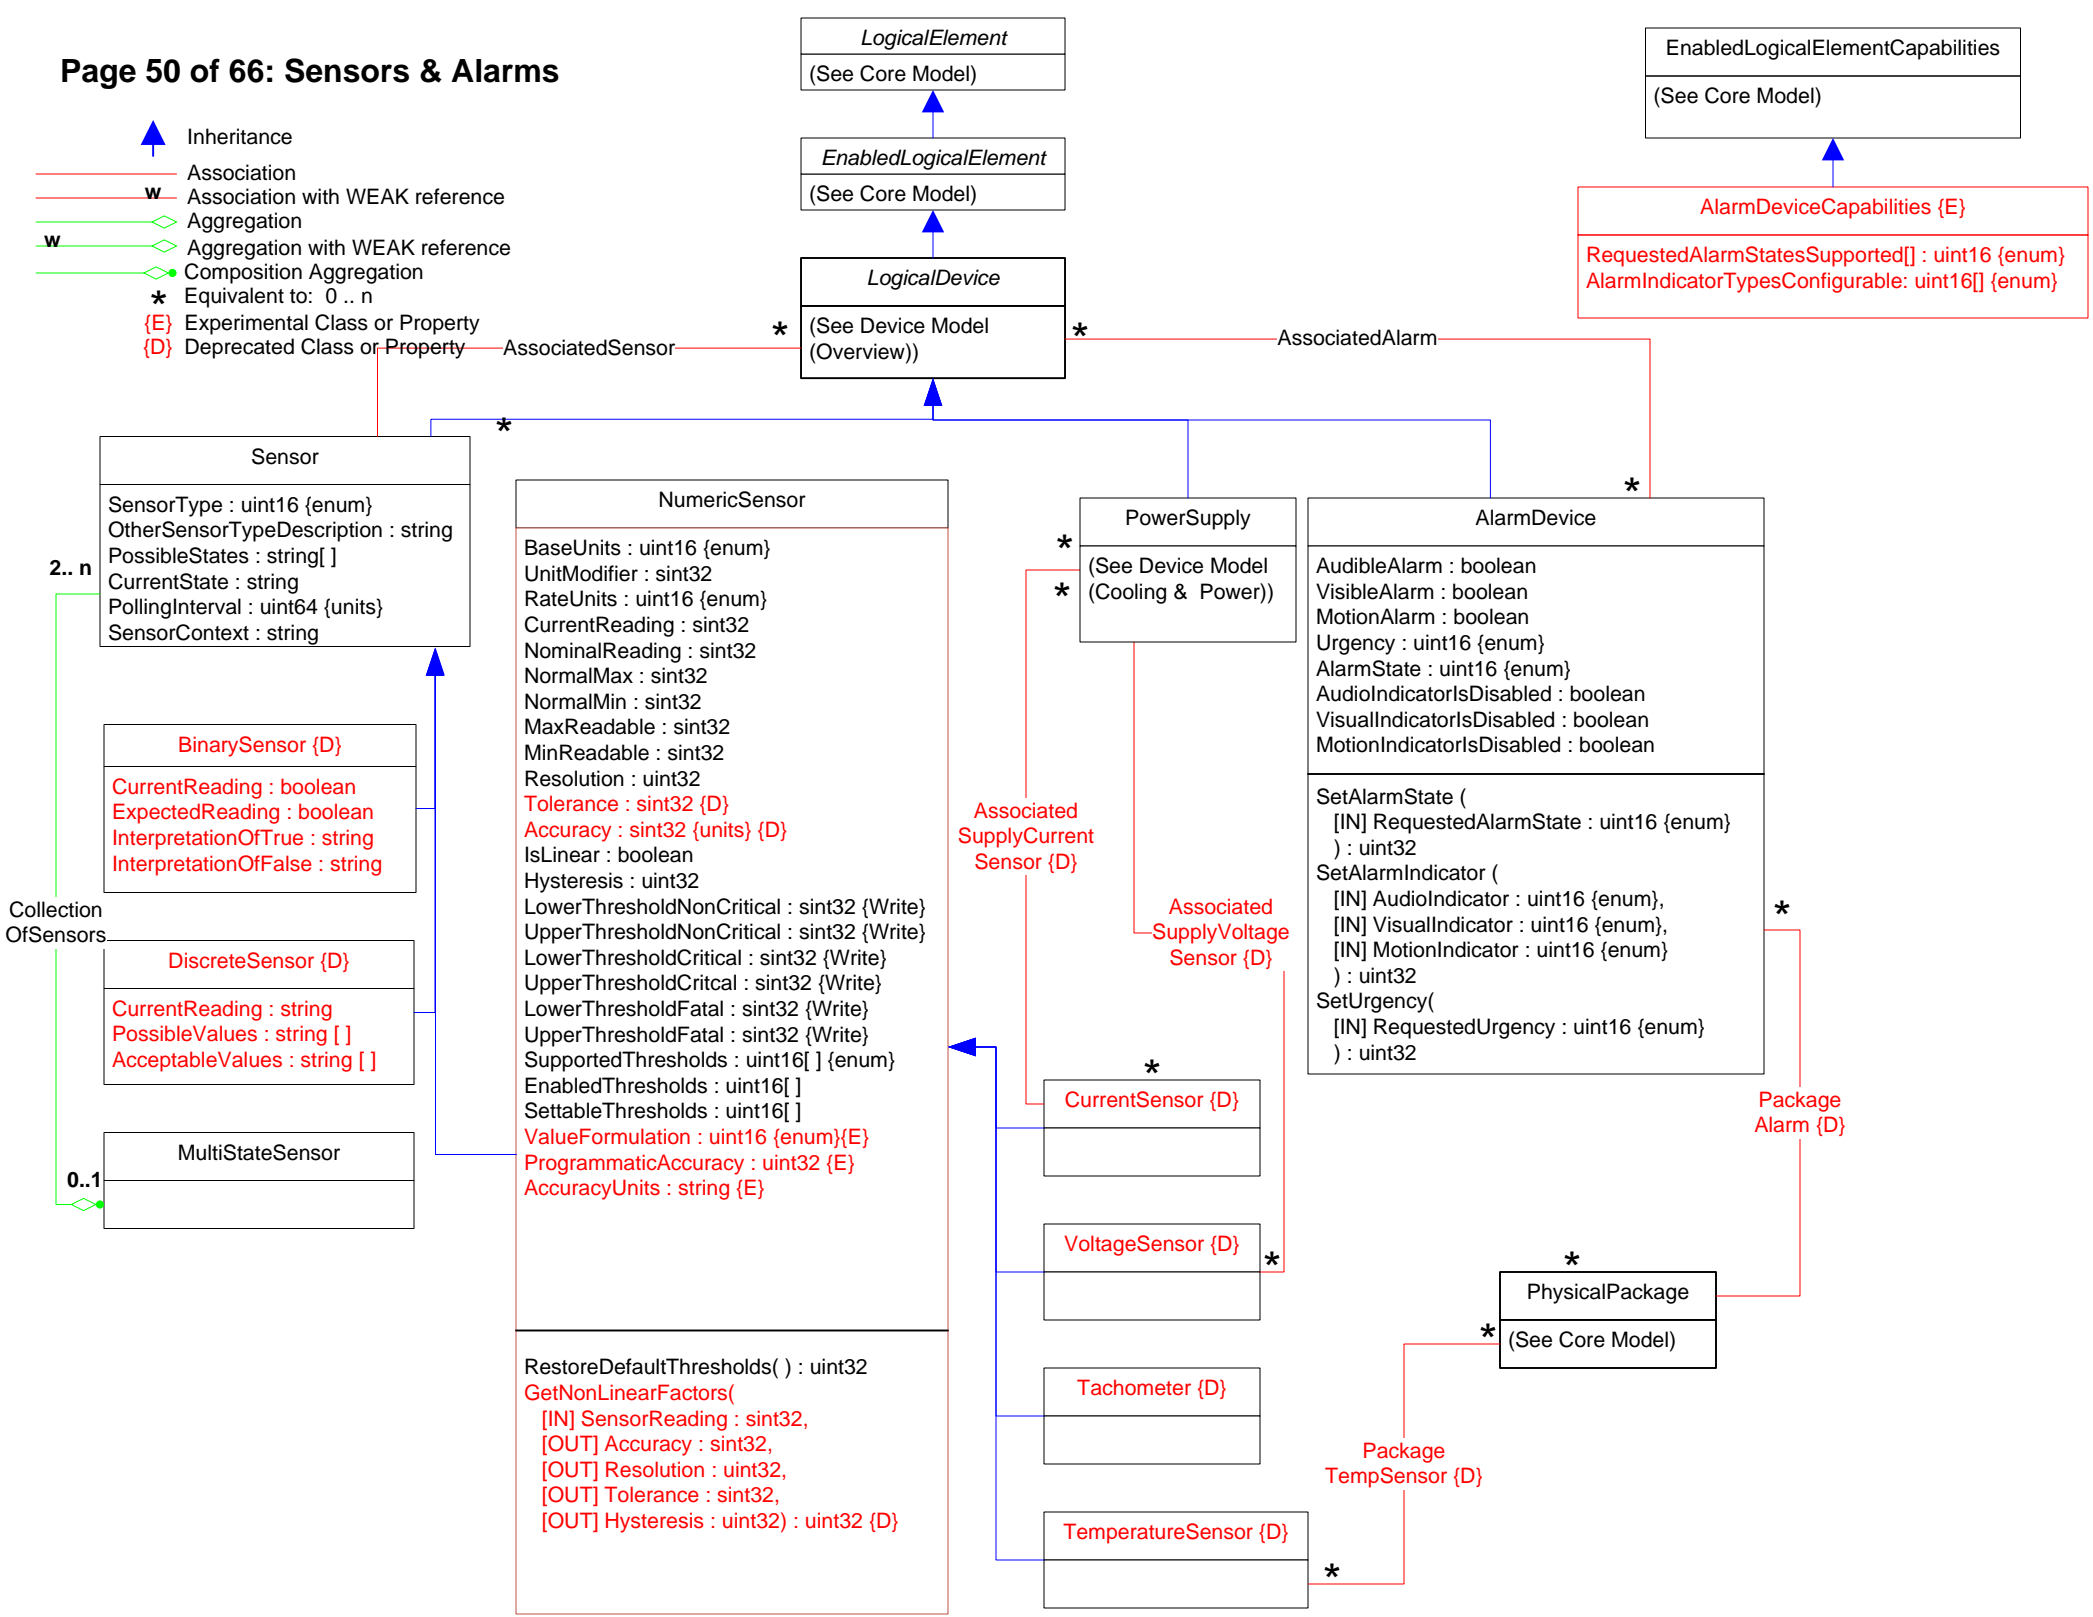 Page 50 of 66: Sensors & Alarms
Inheritance
Association
w
Association with WEAK reference
Aggregation
w
Aggregation with WEAK reference
Composition Aggregation
* Equivalent to: 0 .. n
{E} Experimental Class or Property
{D} Deprecated Class or Property
LogicalElement
(See Core Model)
EnabledLogicalElement
(See Core Model)
LogicalDevice
(See Device Model
(Overview))
EnabledLogicalElementCapabilities
(See Core Model)
AlarmDeviceCapabilities {E}
RequestedAlarmStatesSupported[] : uint16 {enum}
AlarmIndicatorTypesConfigurable: uint16[] {enum}
*
AssociatedSensor
*
AssociatedAlarm
*
*
Sensor
SensorType : uint16 {enum}
OtherSensorTypeDescription : string
PossibleStates : string[ ]
CurrentState : string
PollingInterval : uint64 {units}
SensorContext : string
2.. n
BinarySensor {D}
CurrentReading : boolean
ExpectedReading : boolean
InterpretationOfTrue : string
InterpretationOfFalse : string
Collection
OfSensors
DiscreteSensor {D}
CurrentReading : string
PossibleValues : string [ ]
AcceptableValues : string [ ]
MultiStateSensor
0..1
NumericSensor
BaseUnits : uint16 {enum}
UnitModifier : sint32
RateUnits : uint16 {enum}
CurrentReading : sint32
NominalReading : sint32
NormalMax : sint32
NormalMin : sint32
MaxReadable : sint32
MinReadable : sint32
Resolution : uint32
Tolerance : sint32 {D}
Accuracy : sint32 {units} {D}
IsLinear : boolean
Hysteresis : uint32
LowerThresholdNonCritical : sint32 {Write}
UpperThresholdNonCritical : sint32 {Write}
LowerThresholdCritical : sint32 {Write}
UpperThresholdCritcal : sint32 {Write}
LowerThresholdFatal : sint32 {Write}
UpperThresholdFatal : sint32 {Write}
SupportedThresholds : uint16[ ] {enum}
EnabledThresholds : uint16[ ]
SettableThresholds : uint16[ ]
ValueFormulation : uint16 {enum}{E}
ProgrammaticAccuracy : uint32 {E}
AccuracyUnits : string {E}
RestoreDefaultThresholds( ) : uint32
GetNonLinearFactors(
[IN] SensorReading : sint32,
[OUT] Accuracy : sint32,
[OUT] Resolution : uint32,
[OUT] Tolerance : sint32,
[OUT] Hysteresis : uint32) : uint32 {D}
PowerSupply
(See Device Model
(Cooling & Power))
*
*
Associated
SupplyCurrent
Sensor {D}
Associated
SupplyVoltage
Sensor {D}
*
CurrentSensor {D}
VoltageSensor {D}
*
Tachometer {D}
TemperatureSensor {D}
*
AlarmDevice
AudibleAlarm : boolean
VisibleAlarm : boolean
MotionAlarm : boolean
Urgency : uint16 {enum}
AlarmState : uint16 {enum}
AudioIndicatorIsDisabled : boolean
VisualIndicatorIsDisabled : boolean
MotionIndicatorIsDisabled : boolean
SetAlarmState (
[IN] RequestedAlarmState : uint16 {enum}
) : uint32
SetAlarmIndicator (
[IN] AudioIndicator : uint16 {enum},
[IN] VisualIndicator : uint16 {enum},
[IN] MotionIndicator : uint16 {enum}
) : uint32
SetUrgency(
[IN] RequestedUrgency : uint16 {enum}
) : uint32
*
Package
Alarm {D}
*
PhysicalPackage
(See Core Model)
*
Package
TempSensor {D}